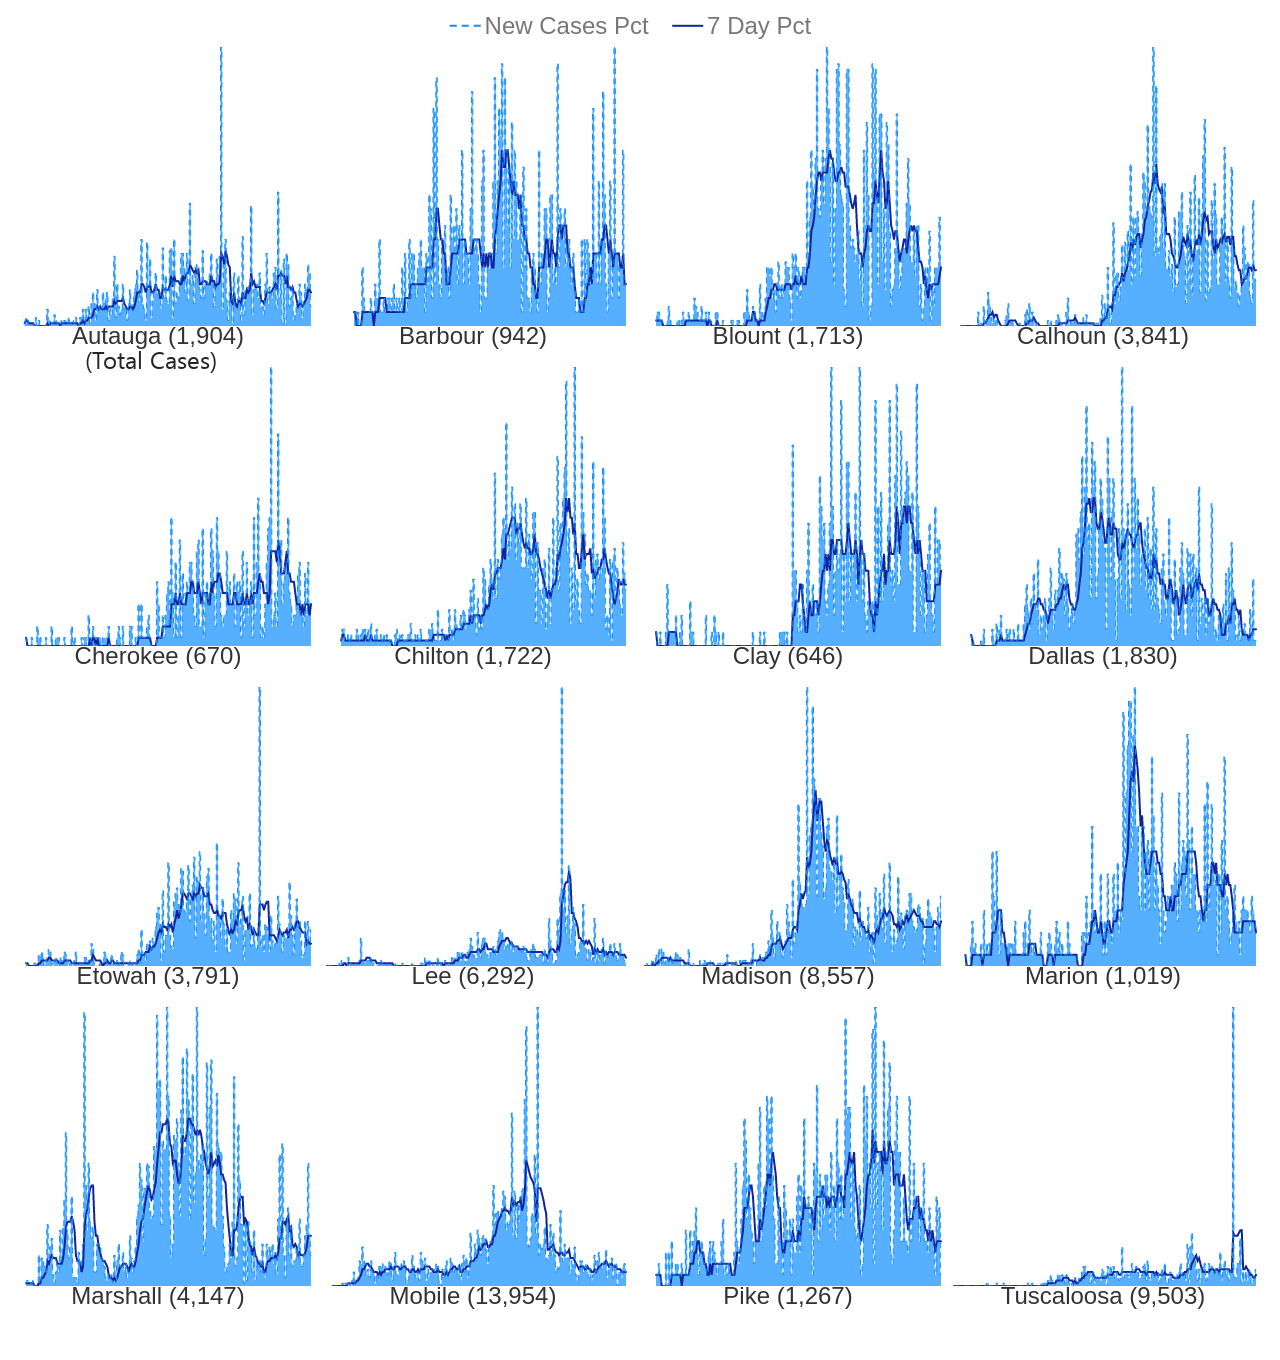 New Cases Pct 7 Day Pct
Autauga (1,904) Barbour (942) Blount (1,713) Calhoun (3,841)
(Total Cases)
Cherokee (670) Chilton (1,722) Clay (646) Dallas (1,830)
Etowah (3,791) Lee (6,292) Madison (8,557) Marion (1,019)
Marshall (4,147) Mobile (13,954) Pike (1,267) Tuscaloosa (9,503)